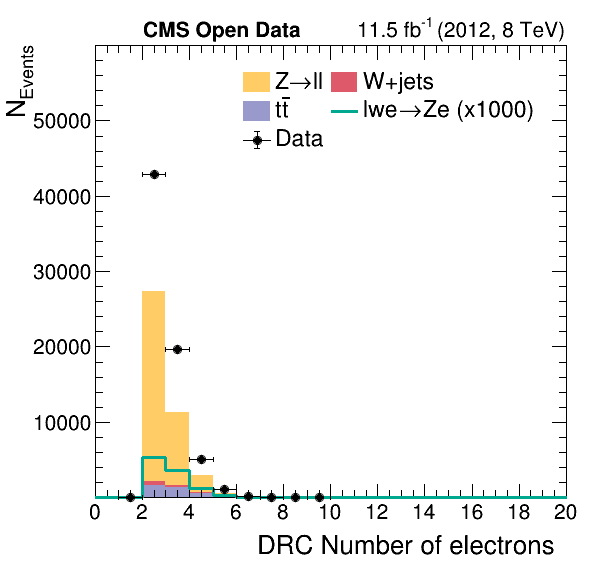 CMS Open Data 11.5 fb⁻¹ (2012, 8 TeV)
N_Events
Z→ll W+jets
tt̄ lwe→Ze (x1000)
Data
50000
40000
30000
20000
10000
0 2 4 6 8 10 12 14 16 18 20
DRC Number of electrons